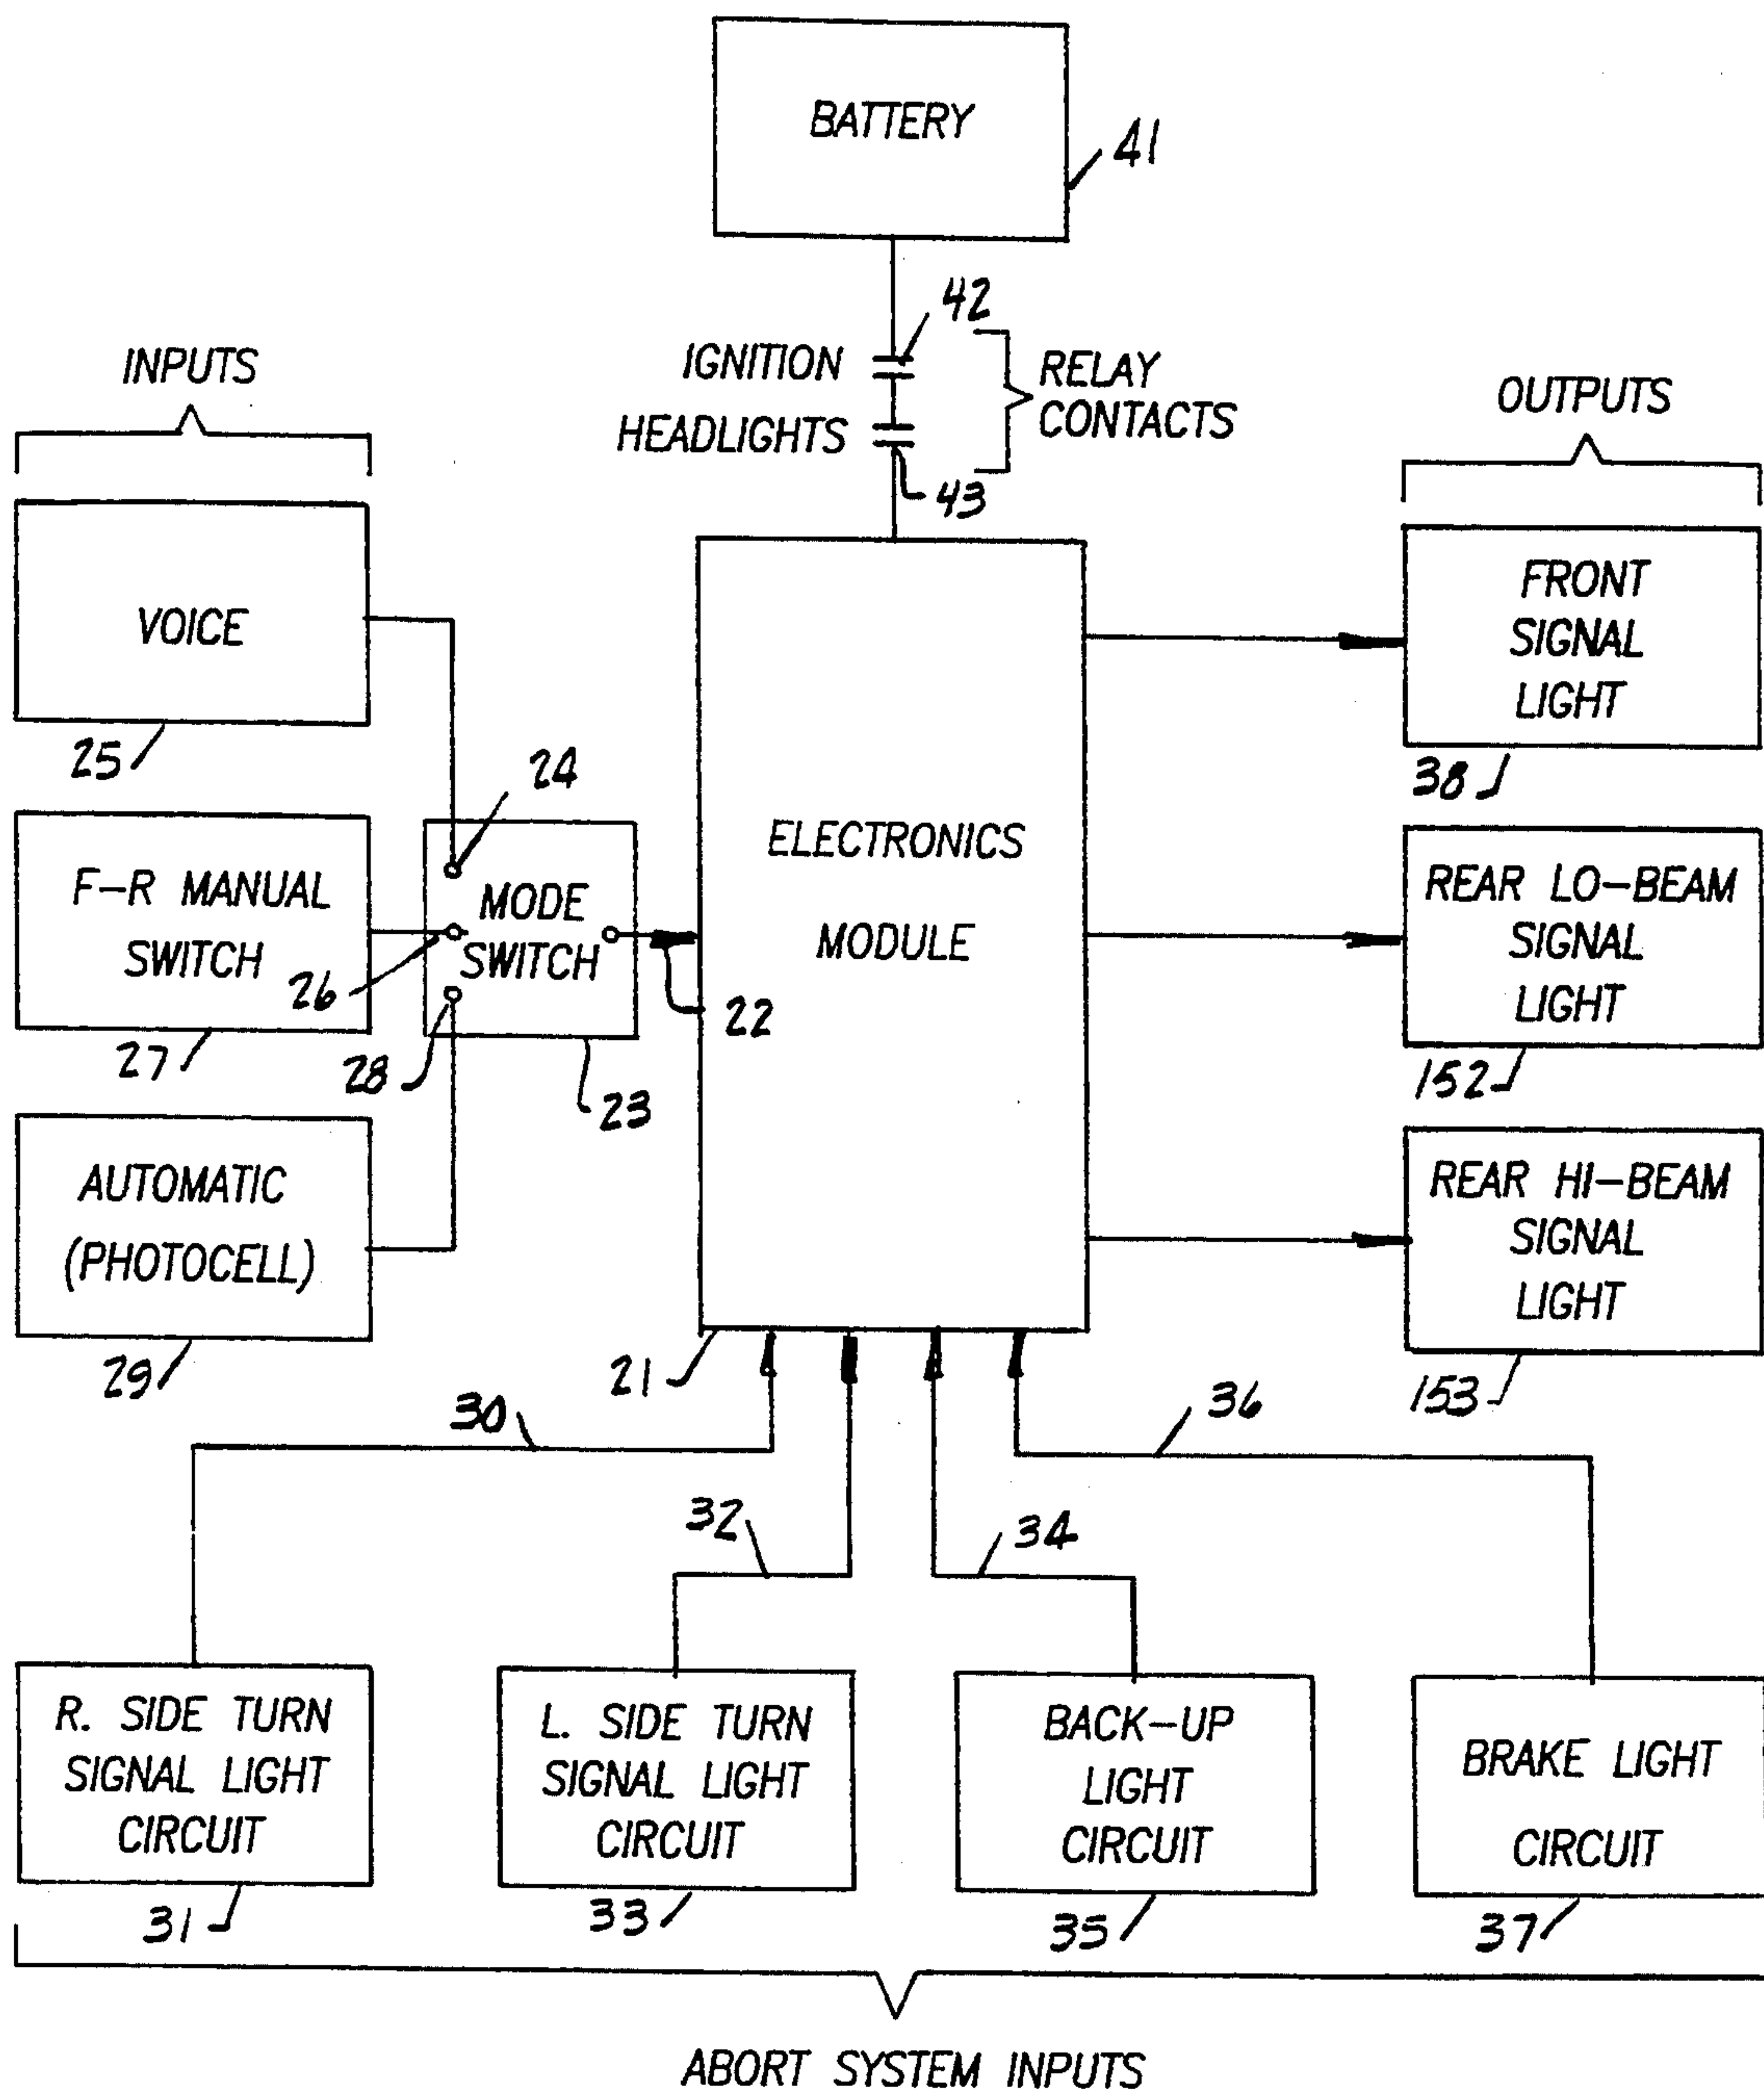 BATTERY
41
42
IGNITION
HEADLIGHTS
RELAY
CONTACTS
43
INPUTS
OUTPUTS
VOICE
25
24
F-R MANUAL
SWITCH
26
27
MODE
SWITCH
28
23
22
AUTOMATIC
(PHOTOCELL)
29
ELECTRONICS
MODULE
21
FRONT
SIGNAL
LIGHT
38
REAR LO-BEAM
SIGNAL
LIGHT
152
REAR HI-BEAM
SIGNAL
LIGHT
153
30
32
34
36
R. SIDE TURN
SIGNAL LIGHT
CIRCUIT
31
L. SIDE TURN
SIGNAL LIGHT
CIRCUIT
33
BACK-UP
LIGHT
CIRCUIT
35
BRAKE LIGHT
CIRCUIT
37
ABORT SYSTEM INPUTS